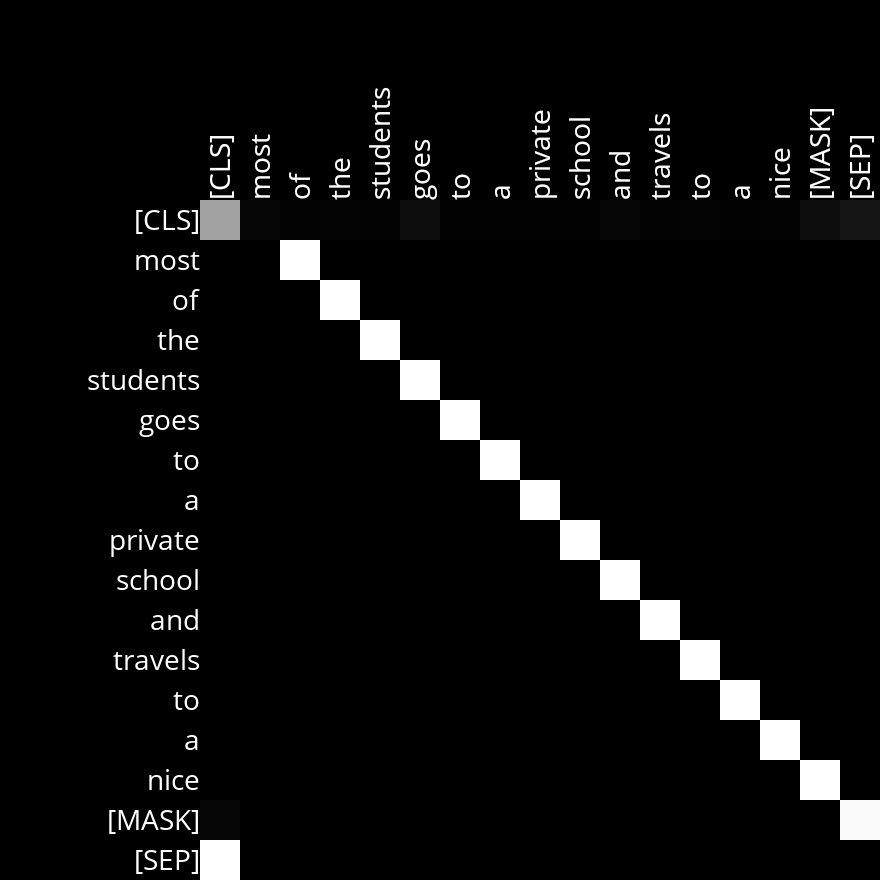 [CLS] most of the students goes to a private school and travels to a nice [MASK] [SEP]
[CLS]
most
of
the
students
goes
to
a
private
school
and
travels
to
a
nice
[MASK]
[SEP]